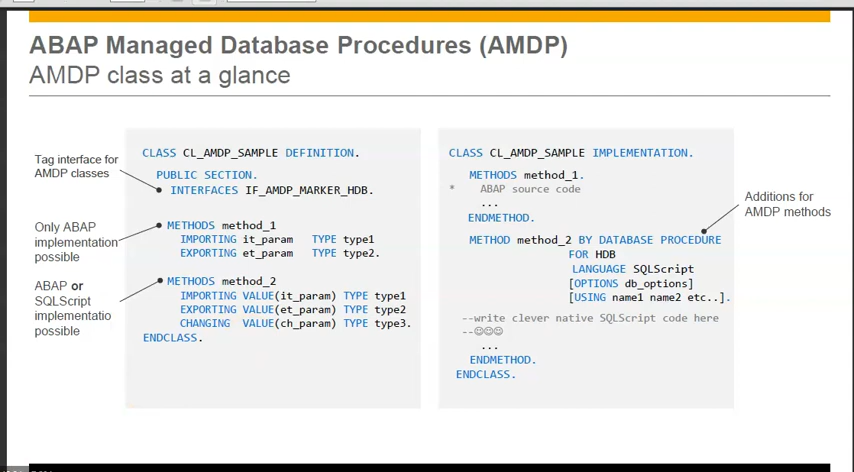 ABAP Managed Database Procedures (AMDP)
AMDP class at a glance
Tag interface for
AMDP classes
Only ABAP
implementation
possible
ABAP or
SQLScript
implementatio
possible
CLASS CL_AMDP_SAMPLE DEFINITION.
PUBLIC SECTION.
INTERFACES IF_AMDP_MARKER_HDB.
METHODS method_1
IMPORTING it_param TYPE type1
EXPORTING et_param TYPE type2.
METHODS method_2
IMPORTING VALUE(it_param) TYPE type1
EXPORTING VALUE(et_param) TYPE type2
CHANGING VALUE(ch_param) TYPE type3.
ENDCLASS.
CLASS CL_AMDP_SAMPLE IMPLEMENTATION.
METHODS method_1.
* ABAP source code
...
ENDMETHOD.
METHOD method_2 BY DATABASE PROCEDURE
FOR HDB
LANGUAGE SQLScript
[OPTIONS db_options]
[USING name1 name2 etc..].
--write clever native SQLScript code here
--☺☺☺
...
ENDMETHOD.
ENDCLASS.
Additions for
AMDP methods